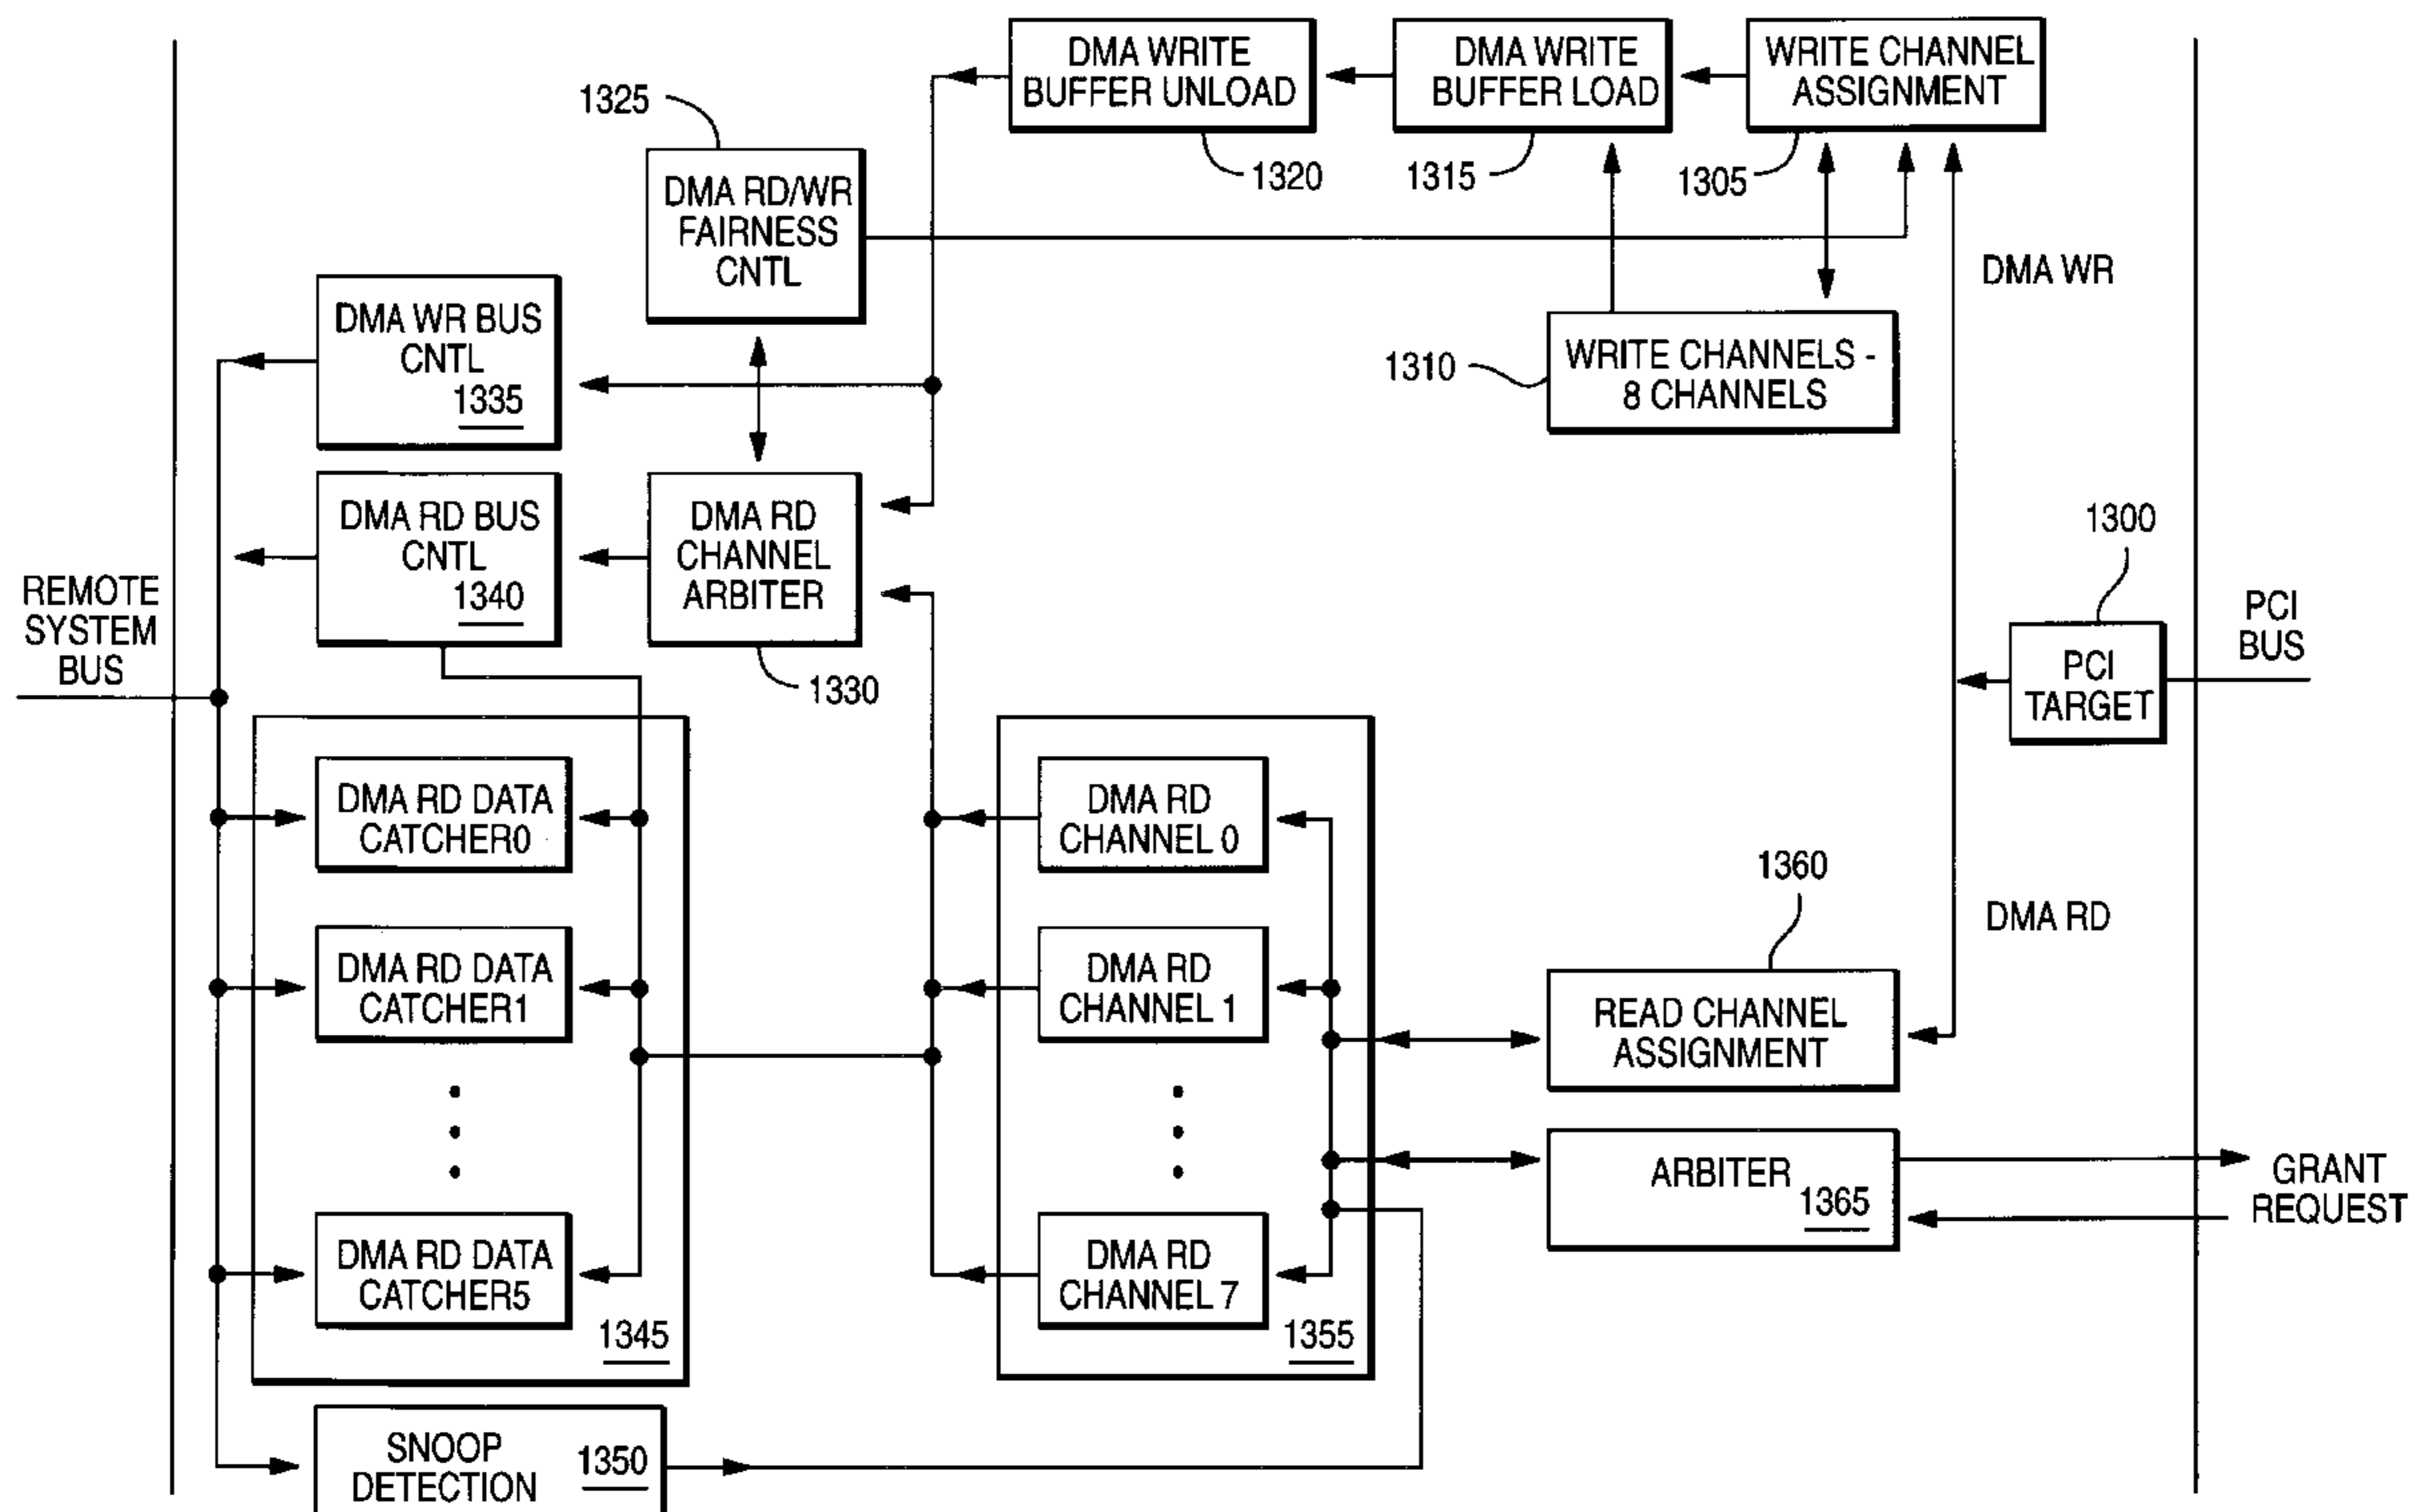 DMA WRITE
BUFFER UNLOAD
DMA WRITE
BUFFER LOAD
WRITE CHANNEL
ASSIGNMENT
1325
1320
1315
1305
DMA RD/WR
FAIRNESS
CNTL
DMA WR
DMA WR BUS
CNTL
1335
1310
WRITE CHANNELS -
8 CHANNELS
DMA RD BUS
CNTL
1340
DMA RD
CHANNEL
ARBITER
1330
1300
REMOTE
SYSTEM
BUS
PCI
TARGET
PCI
BUS
DMA RD DATA
CATCHER0
DMA RD
CHANNEL 0
1360
DMA RD
DMA RD DATA
CATCHER1
DMA RD
CHANNEL 1
READ CHANNEL
ASSIGNMENT
ARBITER
1365
GRANT
REQUEST
DMA RD DATA
CATCHER5
1345
DMA RD
CHANNEL 7
1355
SNOOP
DETECTION
1350